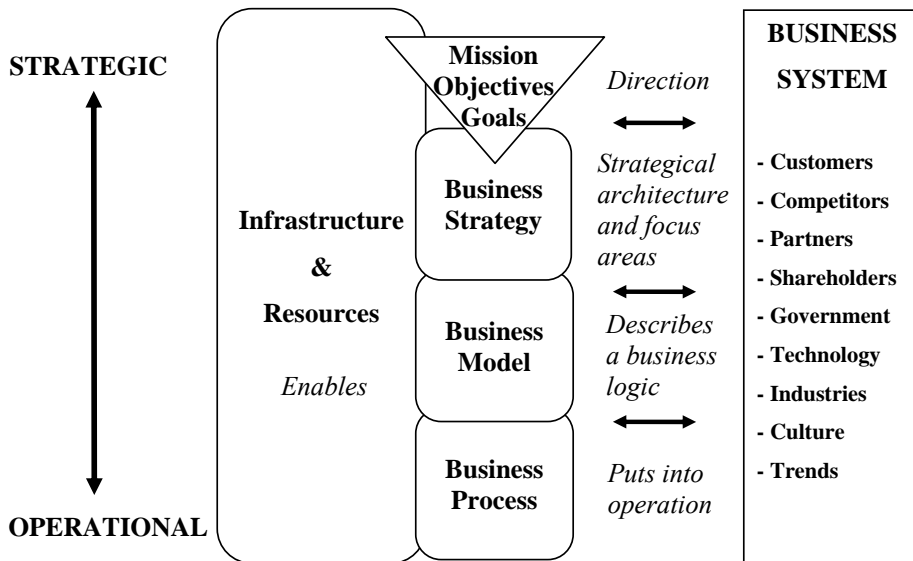 STRATEGIC
OPERATIONAL
Infrastructure
&
Resources
Enables
Mission
Objectives
Goals
Business
Strategy
Business
Model
Business
Process
Direction
Strategical
architecture
and focus
areas
Describes
a business
logic
Puts into
operation
BUSINESS
SYSTEM
- Customers
- Competitors
- Partners
- Shareholders
- Government
- Technology
- Industries
- Culture
- Trends